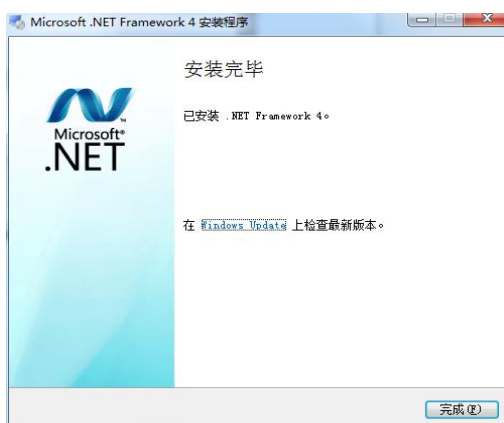 Microsoft .NET Framework 4 安装程序
安装完毕
Microsoft®
.NET
已安装 .NET Framework 4。
在 Windows Update 上检查最新版本。
完成(F)